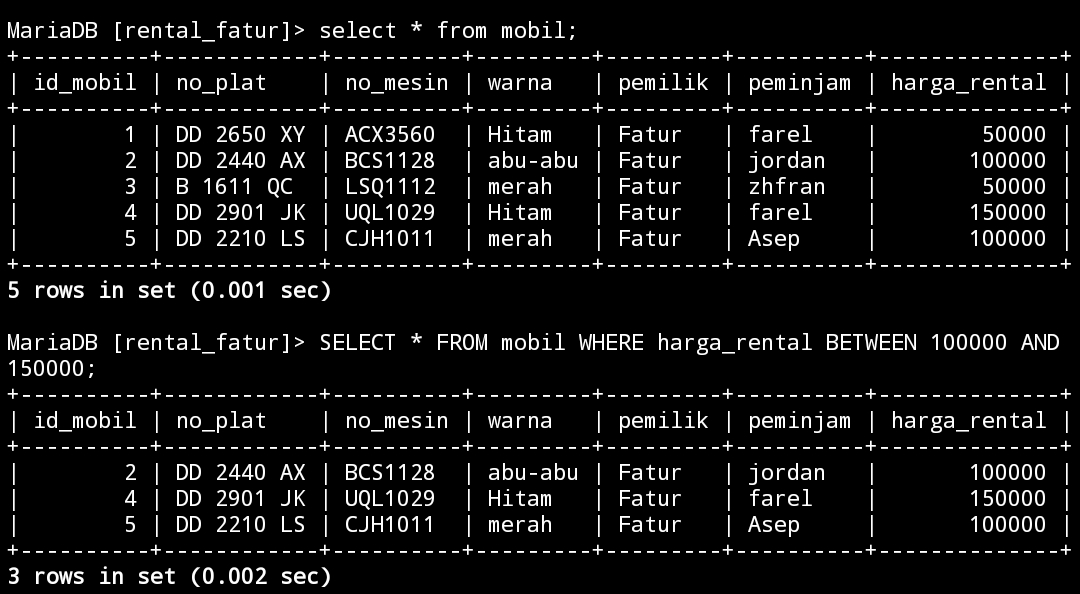 MariaDB [rental_fatur]> select * from mobil;
+----------+------------+----------+---------+---------+----------+--------------+
| id_mobil | no_plat    | no_mesin | warna   | pemilik | peminjam | harga_rental |
+----------+------------+----------+---------+---------+----------+--------------+
|        1 | DD 2650 XY | ACX3560  | Hitam   | Fatur   | farel    |        50000 |
|        2 | DD 2440 AX | BCS1128  | abu-abu | Fatur   | jordan   |       100000 |
|        3 | B 1611 QC  | LSQ1112  | merah   | Fatur   | zhfran   |        50000 |
|        4 | DD 2901 JK | UQL1029  | Hitam   | Fatur   | farel    |       150000 |
|        5 | DD 2210 LS | CJH1011  | merah   | Fatur   | Asep     |       100000 |
+----------+------------+----------+---------+---------+----------+--------------+
5 rows in set (0.001 sec)

MariaDB [rental_fatur]> SELECT * FROM mobil WHERE harga_rental BETWEEN 100000 AND
150000;
+----------+------------+----------+---------+---------+----------+--------------+
| id_mobil | no_plat    | no_mesin | warna   | pemilik | peminjam | harga_rental |
+----------+------------+----------+---------+---------+----------+--------------+
|        2 | DD 2440 AX | BCS1128  | abu-abu | Fatur   | jordan   |       100000 |
|        4 | DD 2901 JK | UQL1029  | Hitam   | Fatur   | farel    |       150000 |
|        5 | DD 2210 LS | CJH1011  | merah   | Fatur   | Asep     |       100000 |
+----------+------------+----------+---------+---------+----------+--------------+
3 rows in set (0.002 sec)